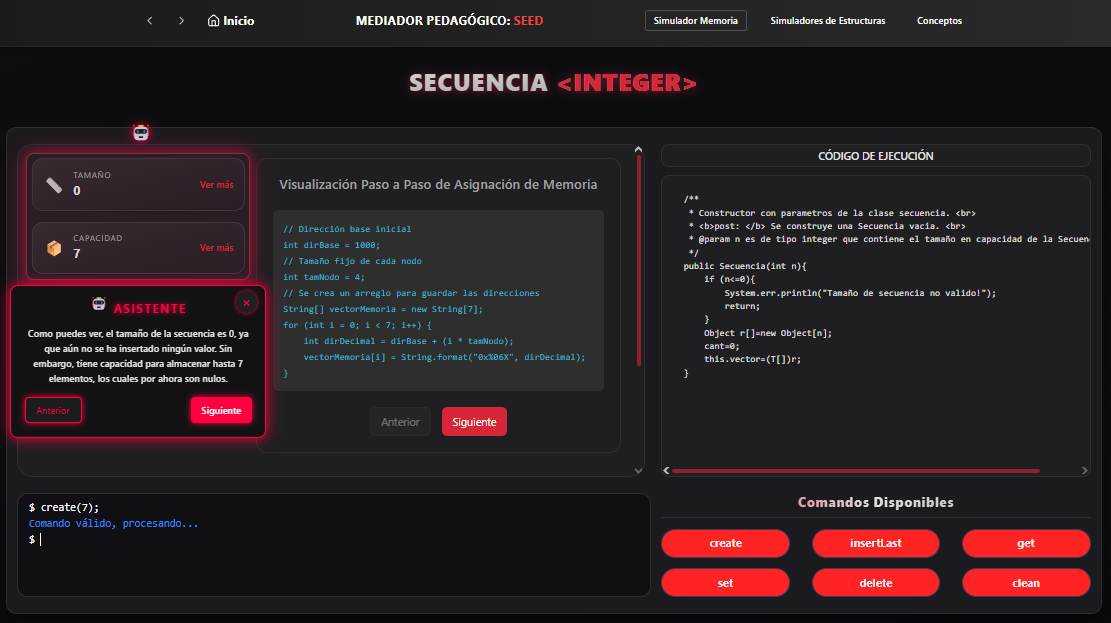 Inicio
MEDIADOR PEDAGÓGICO: SEED
Simulador Memoria
Simuladores de Estructuras
Conceptos
SECUENCIA <INTEGER>
TAMAÑO
0
Ver más
CAPACIDAD
7
Ver más
ASISTENTE
Como puedes ver, el tamaño de la secuencia es 0, ya
que aún no se ha insertado ningún valor. Sin
embargo, tiene capacidad para almacenar hasta 7
elementos, los cuales por ahora son nulos.
Anterior
Siguiente
Visualización Paso a Paso de Asignación de Memoria
// Dirección base inicial
int dirBase = 1000;
// Tamaño fijo de cada nodo
int tamNodo = 4;
// Se crea un arreglo para guardar las direcciones
String[] vectorMemoria = new String[7];
for (int i = 0; i < 7; i++) {
    int dirDecimal = dirBase + (i * tamNodo);
    vectorMemoria[i] = String.format("0x%06X", dirDecimal);
}
Anterior
Siguiente
CÓDIGO DE EJECUCIÓN
/**
 * Constructor con parametros de la clase secuencia. <br>
 * <b>post: </b> Se construye una Secuencia vacia. <br>
 * @param n es de tipo integer que contiene el tamaño en capacidad de la Secuen
 */
public Secuencia(int n){
    if (n<=0){
        System.err.println("Tamaño de secuencia no valido!");
        return;
    }
    Object r[]=new Object[n];
    cant=0;
    this.vector=(T[])r;
}
$ create(7);
Comando válido, procesando...
$
Comandos Disponibles
create
insertLast
get
set
delete
clean